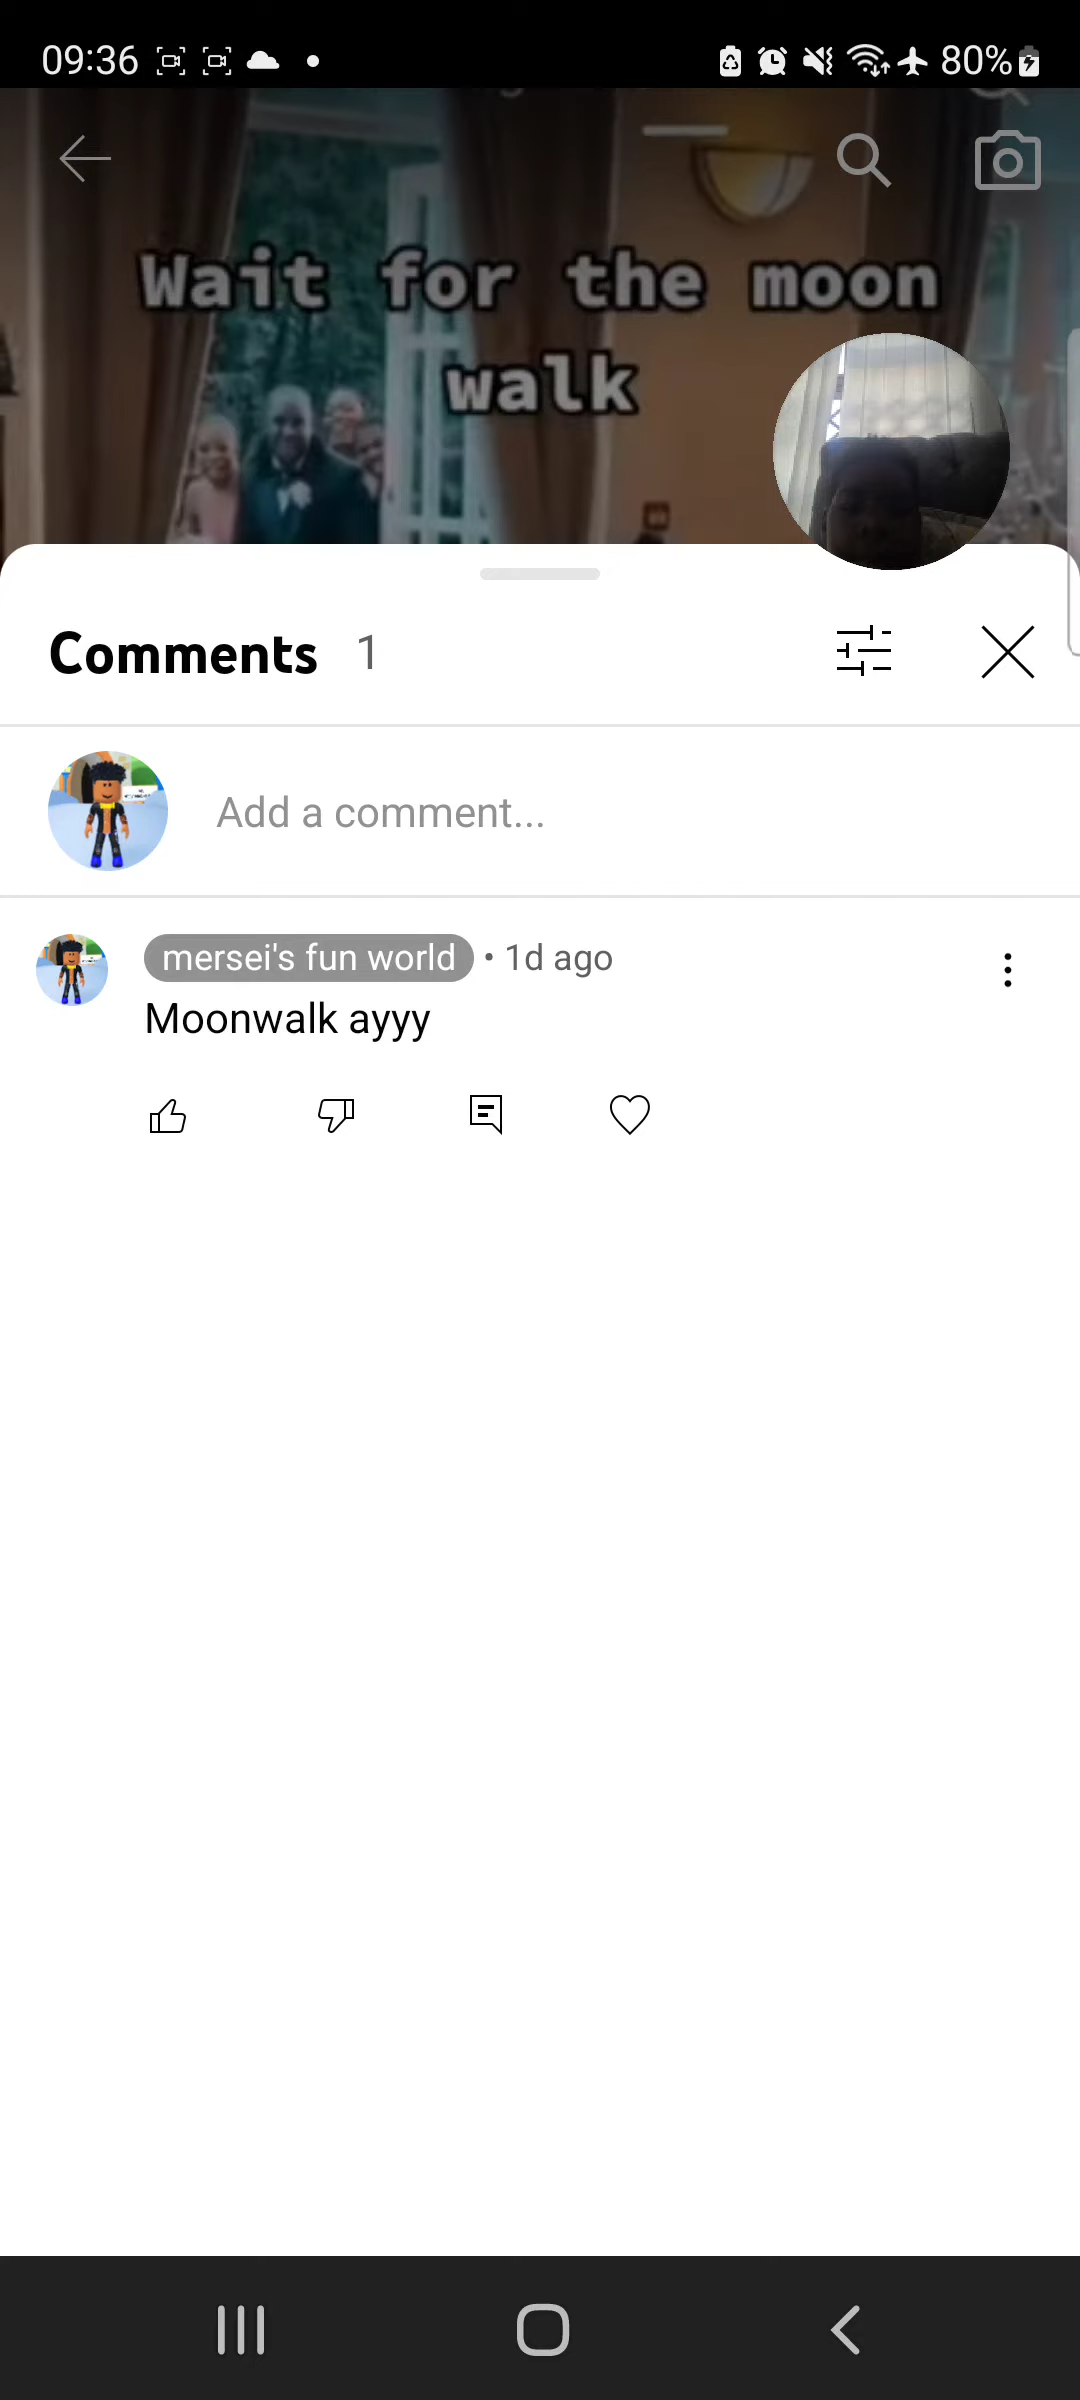 09:36
80%
Wait for the moon
walk
Comments 1
Add a comment...
mersei's fun world • 1d ago
Moonwalk ayyy